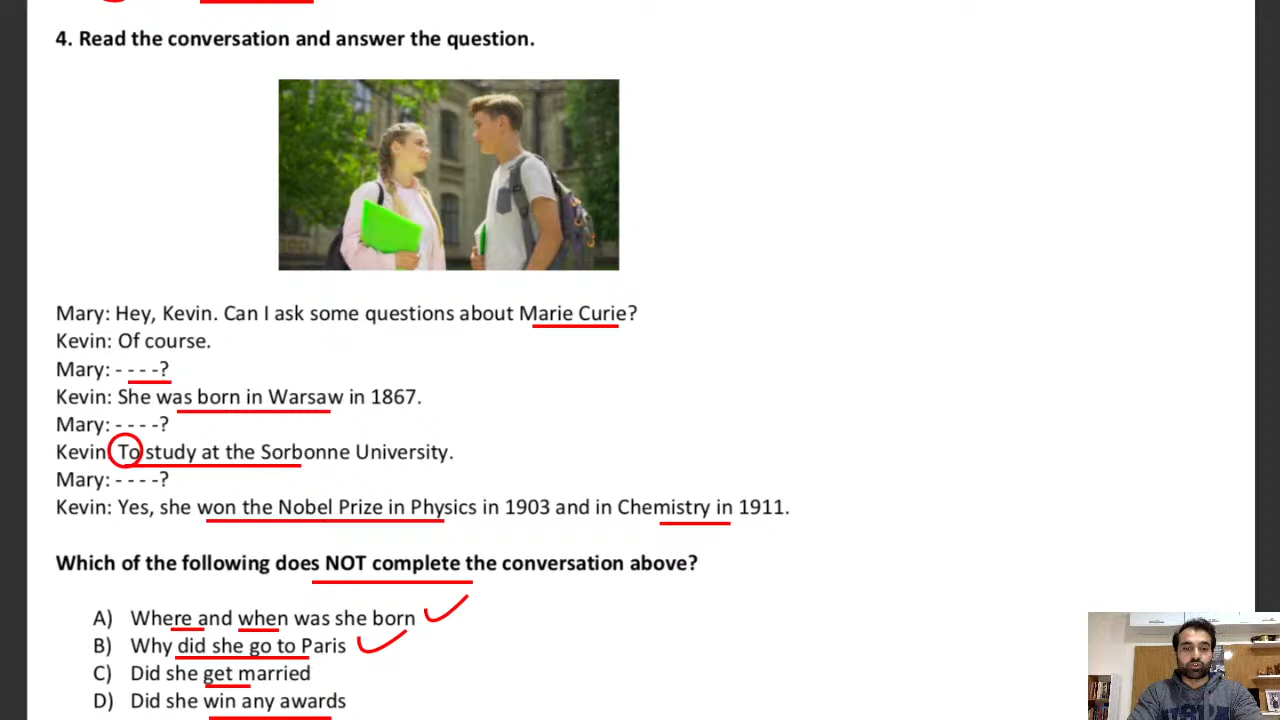 4. Read the conversation and answer the question.
Mary: Hey, Kevin. Can I ask some questions about Marie Curie?
Kevin: Of course.
Mary: - - - -?
Kevin: She was born in Warsaw in 1867.
Mary: - - - -?
Kevin: To study at the Sorbonne University.
Mary: - - - -?
Kevin: Yes, she won the Nobel Prize in Physics in 1903 and in Chemistry in 1911.
Which of the following does NOT complete the conversation above?
A) Where and when was she born
B) Why did she go to Paris
C) Did she get married
D) Did she win any awards